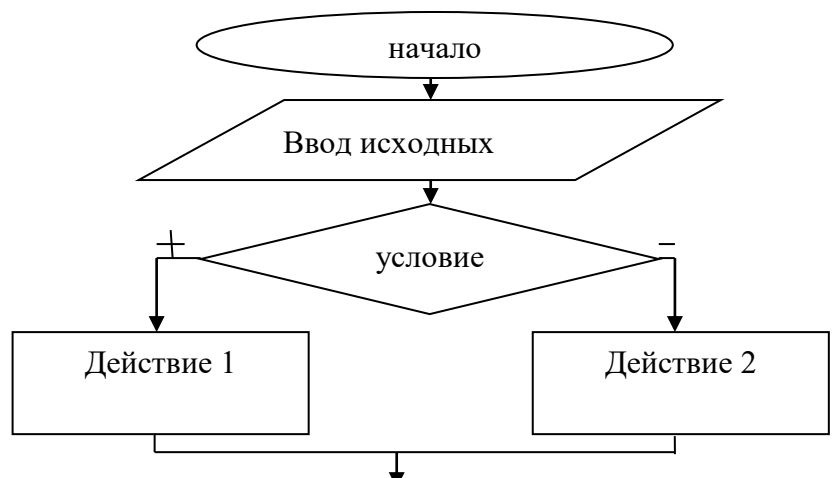 начало
Ввод исходных
+
–
условие
Действие 1
Действие 2